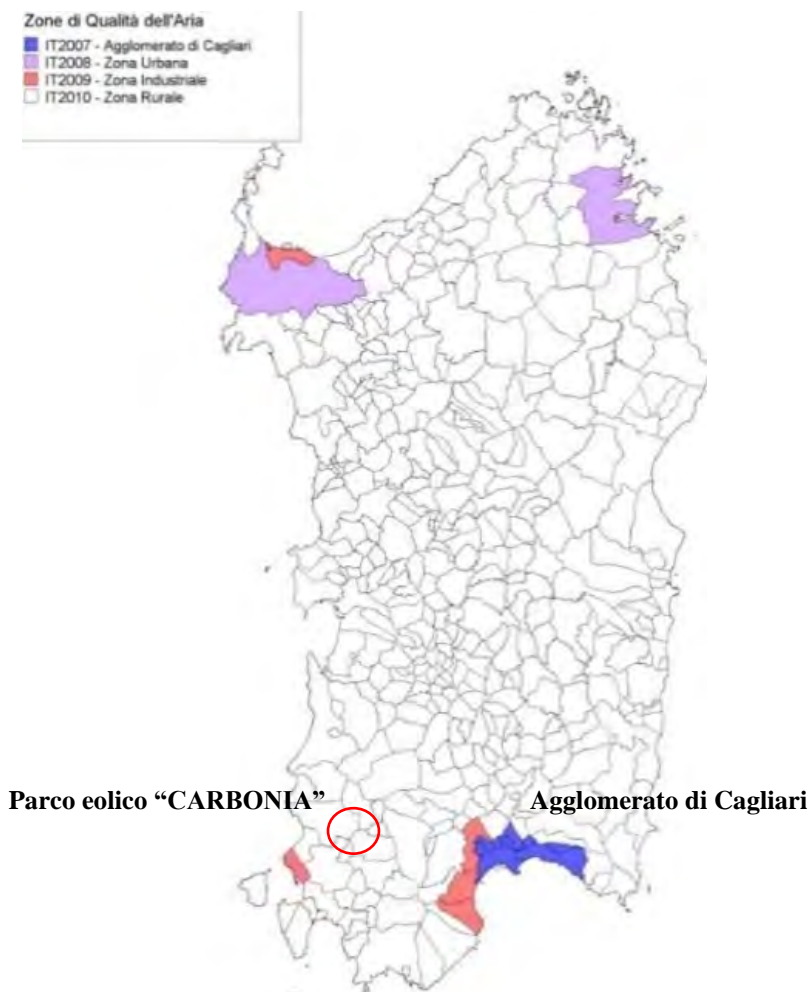 Zone di Qualità dell'Aria
IT2007 - Agglomerato di Cagliari
IT2008 - Zona Urbana
IT2009 - Zona Industriale
IT2010 - Zona Rurale
Parco eolico “CARBONIA”
Agglomerato di Cagliari